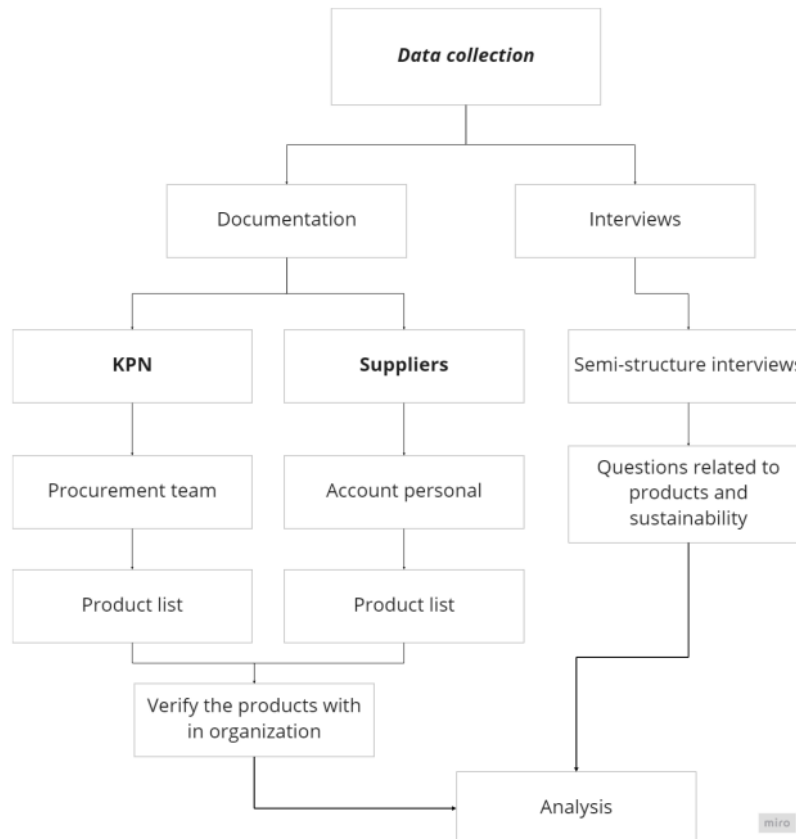 Data collection
Documentation
Interviews
KPN
Suppliers
Semi-structure interviews
Procurement team
Account personal
Questions related to
products and
sustainability
Product list
Product list
Verify the products with
in organization
Analysis
miro